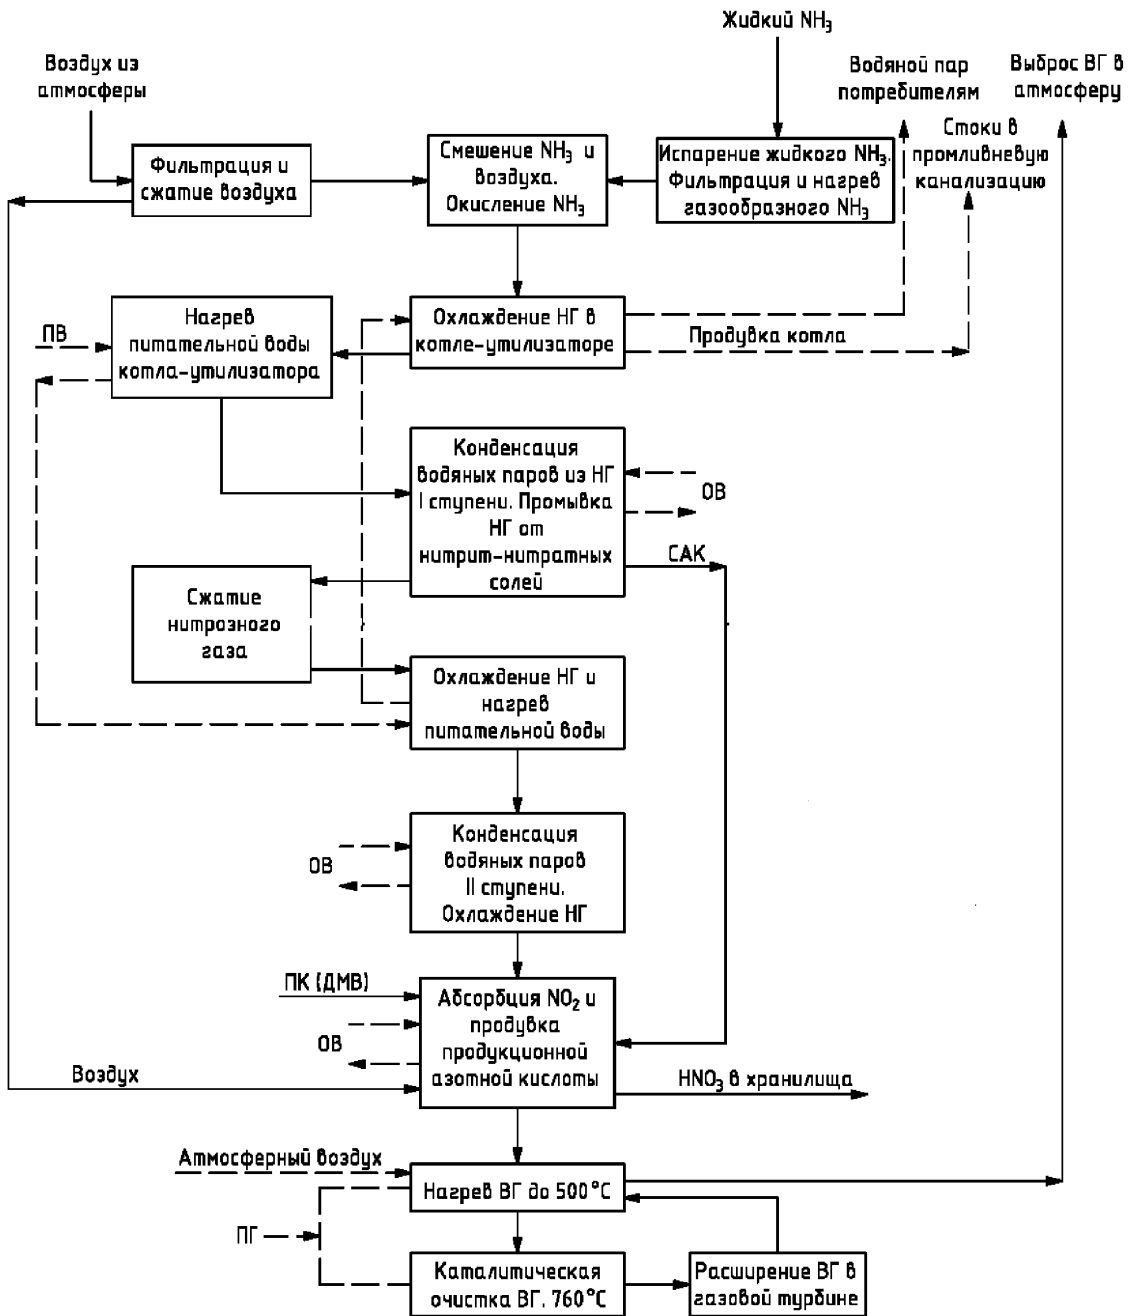 Жидкий NH₃
Воздух из
атмосферы
Водяной пар
потребителям
Выброс ВГ в
атмосферу
Стоки в
промливневую
канализацию
Фильтрация и
сжатие воздуха
Смешение NH₃ и
воздуха.
Окисление NH₃
Испарение жидкого NH₃.
Фильтрация и нагрев
газообразного NH₃
ПВ
Нагрев
питательной воды
котла-утилизатора
Охлаждение НГ в
котле-утилизаторе
Продувка котла
Конденсация
водяных паров из НГ
I ступени. Промывка
НГ от
нитрит-нитратных
солей
ОВ
САК
Сжатие
нитрозного
газа
Охлаждение НГ и
нагрев
питательной воды
ОВ
Конденсация
водяных паров
II ступени.
Охлаждение НГ
ПК (ДМВ)
ОВ
Воздух
Абсорбция NO₂ и
продувка
продукционной
азотной кислоты
HNO₃ в хранилища
Атмосферный воздух
Нагрев ВГ до 500°С
ПГ
Каталитическая
очистка ВГ. 760°С
Расширение ВГ в
газовой турбине